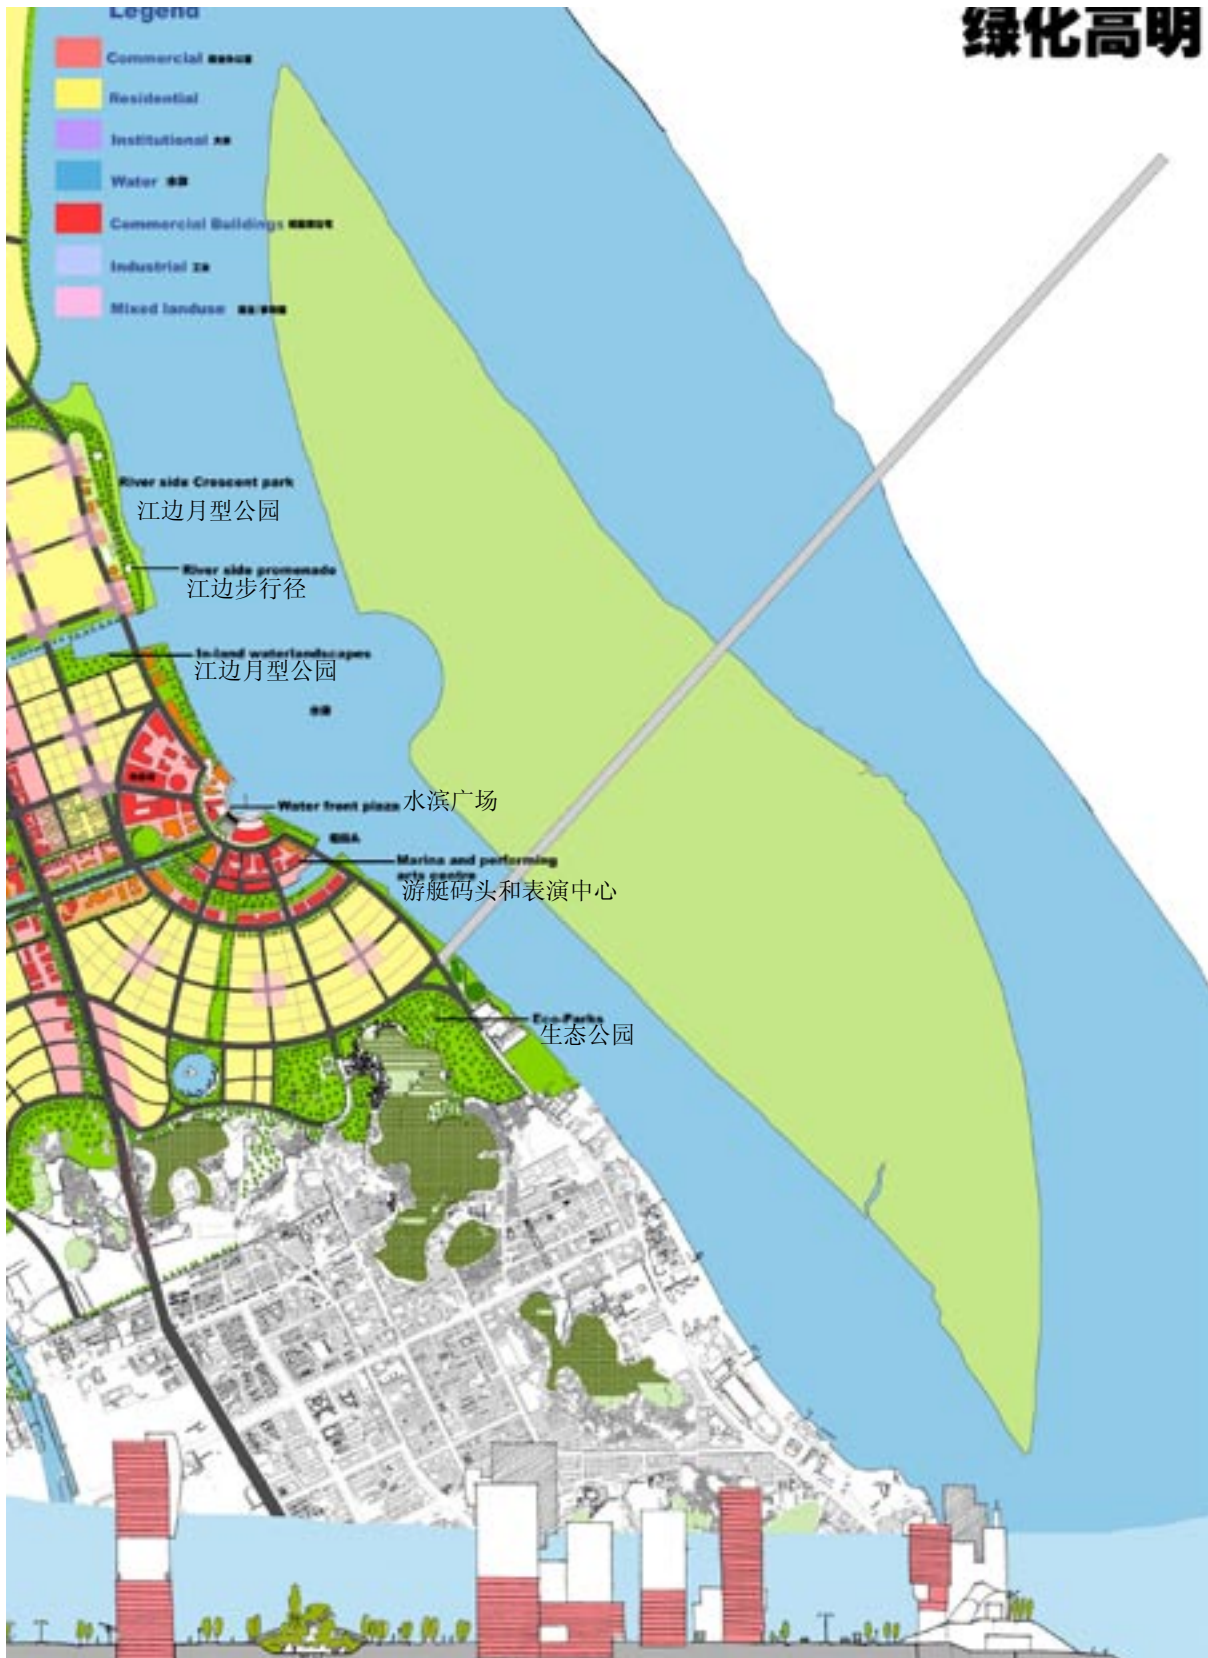 绿化高明
Legend
Commercial
Residential
Institutional
Water 水
Commercial Buildings
Industrial 工业
Mixed landuse
River side Crescent park
江边月型公园
River side promenade
江边步行径
In-land waterlandscapes
江边月型公园
Water front plaza 水滨广场
Marina and performing
arts centre
游艇码头和表演中心
Eco-Parks
生态公园